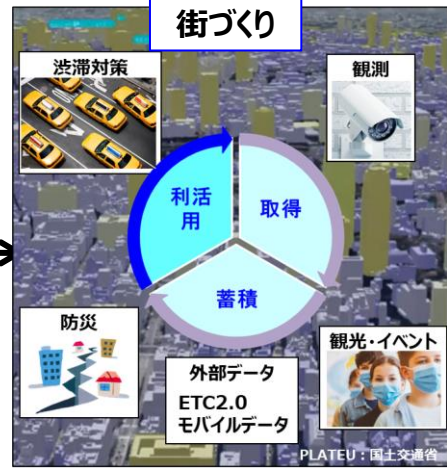 街づくり
渋滞対策
観測
利活
用
取得
蓄積
防災
外部データ
ETC2.0
モバイルデータ
観光・イベント
PLATEU：国土交通省